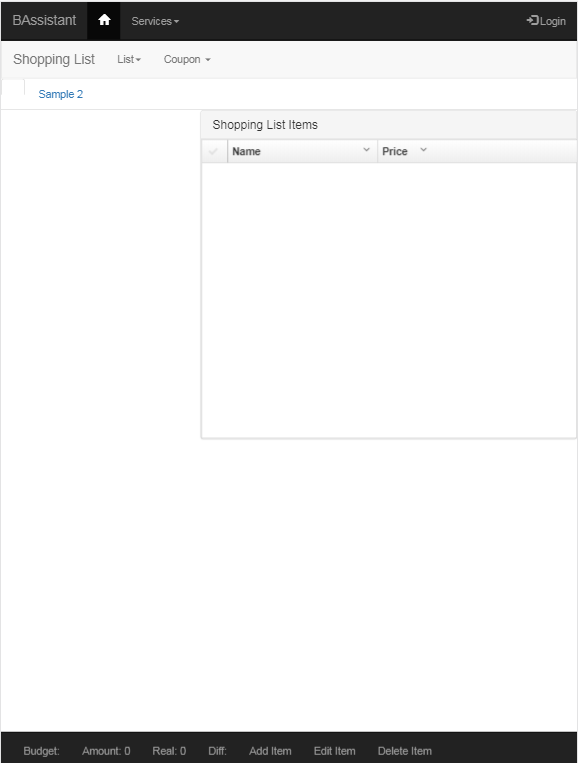 BAssistant Services Login
Shopping List List Coupon
Sample 2
Shopping List Items
Name Price
Budget: Amount: 0 Real: 0 Diff: Add Item Edit Item Delete Item